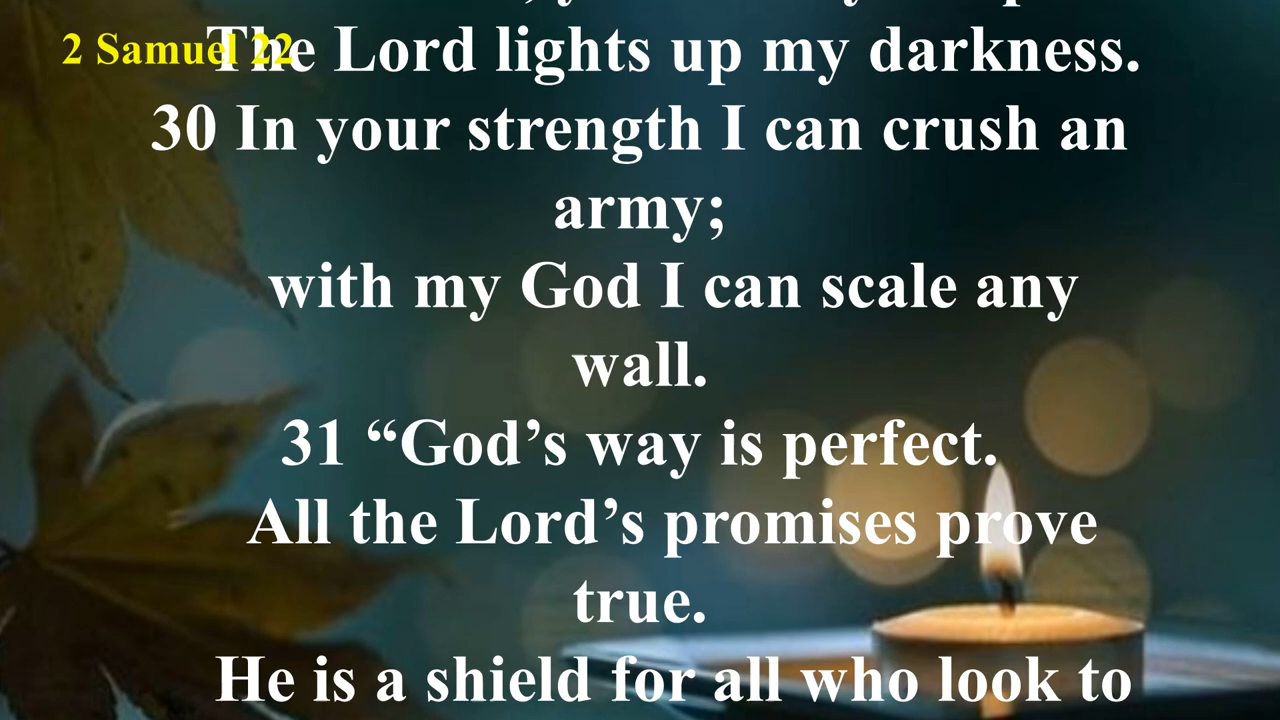 2 Samuel 22
The Lord lights up my darkness.
30 In your strength I can crush an
army;
with my God I can scale any
wall.
31 “God’s way is perfect.
All the Lord’s promises prove
true.
He is a shield for all who look to